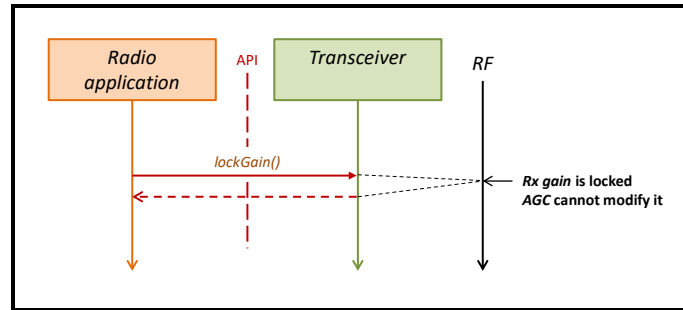 Radio
application
API
Transceiver
RF
lockGain()
Rx gain is locked
AGC cannot modify it